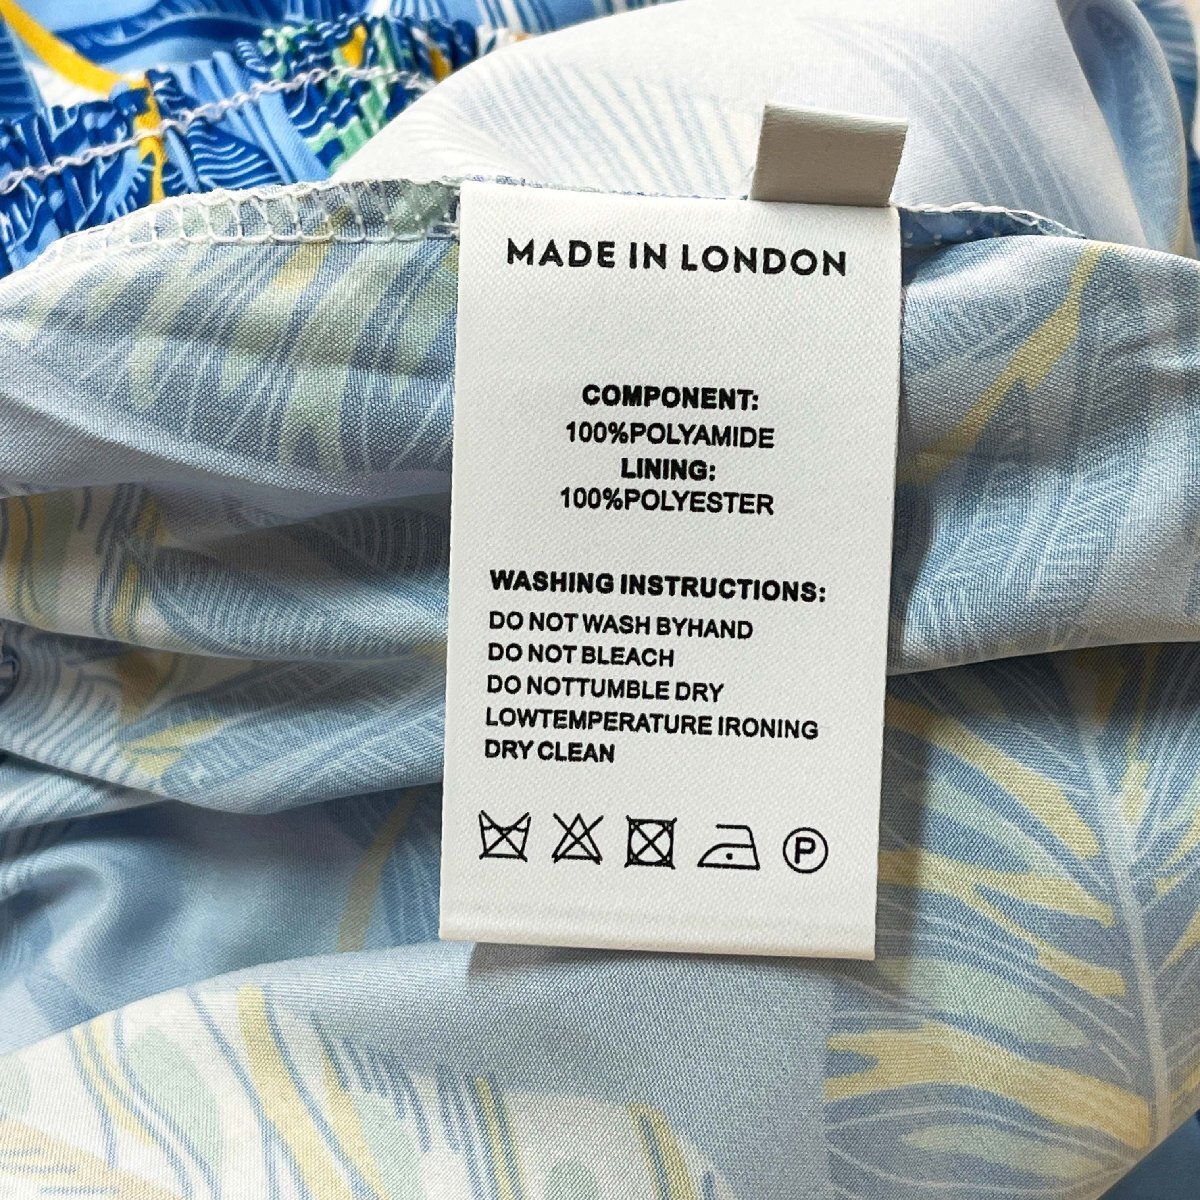 MADE IN LONDON
COMPONENT:
100%POLYAMIDE
LINING:
100%POLYESTER
WASHING INSTRUCTIONS:
DO NOT WASH BYHAND
DO NOT BLEACH
DO NOTTUMBLE DRY
LOWTEMPERATURE IRONING
DRY CLEAN
P